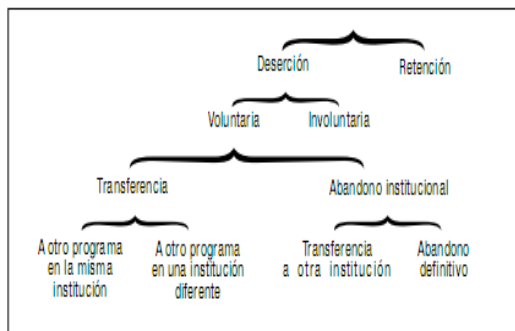 Deserción
Retención
Voluntaria
Involuntaria
Transferencia
Abandono institucional
A otro programa
en la misma
institución
A otro programa
en una institución
diferente
Transferencia
a otra institución
Abandono
definitivo